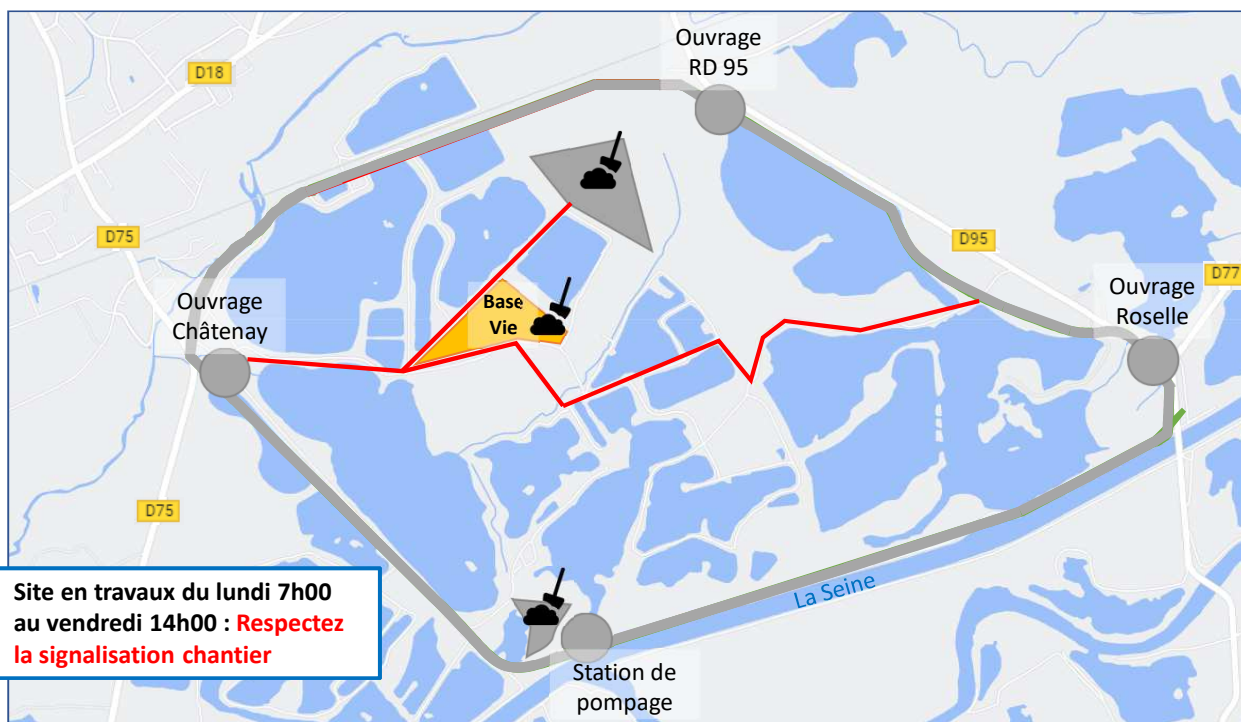 Ouvrage
RD 95
D18
D75
D95
D77
Ouvrage
Châtenay
Base
Vie
Ouvrage
Roselle
D75
Site en travaux du lundi 7h00
au vendredi 14h00 : Respectez
la signalisation chantier
La Seine
Station de
pompage